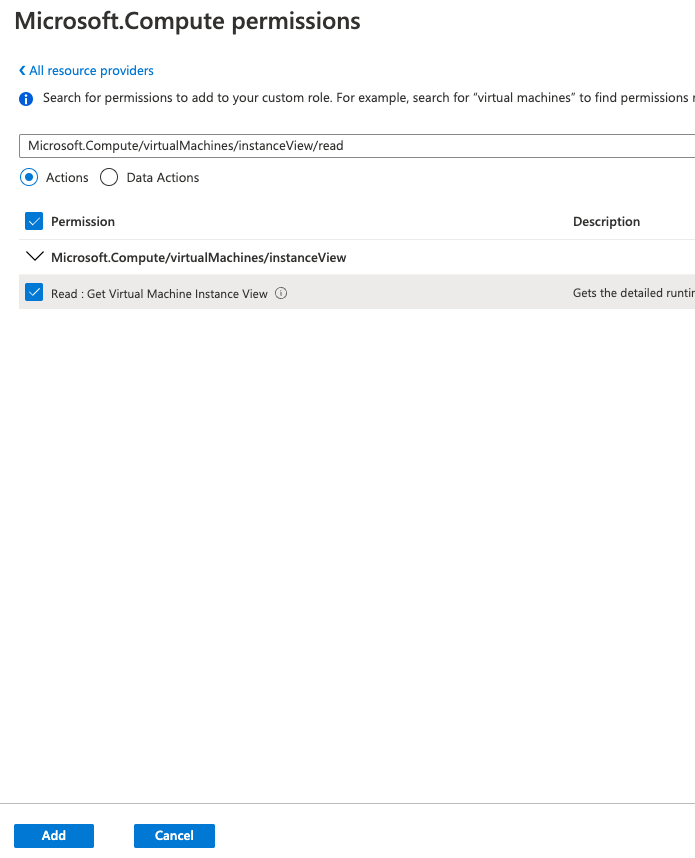 Microsoft.Compute permissions
All resource providers
Search for permissions to add to your custom role. For example, search for "virtual machines" to find permissions
Microsoft.Compute/virtualMachines/instanceView/read
Actions Data Actions
Permission Description
Microsoft.Compute/virtualMachines/instanceView
Read : Get Virtual Machine Instance View Gets the detailed
Add Cancel